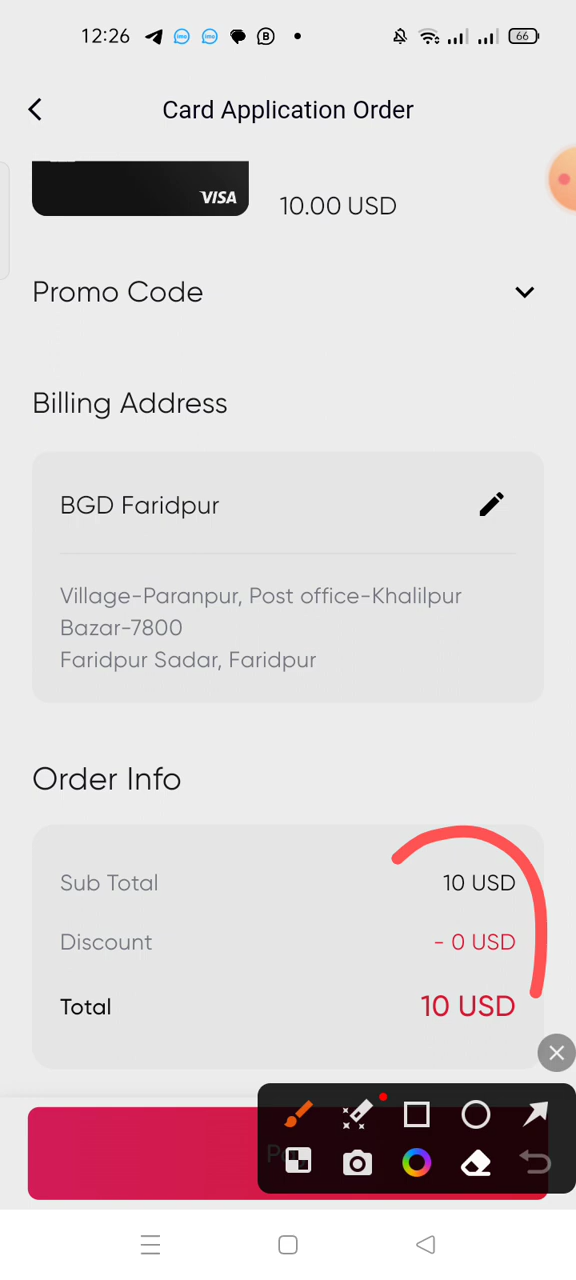 12:26
66
Card Application Order
VISA
10.00 USD
Promo Code
Billing Address
BGD Faridpur
Village-Paranpur, Post office-Khalilpur
Bazar-7800
Faridpur Sadar, Faridpur
Order Info
Sub Total 10 USD
Discount - 0 USD
Total 10 USD